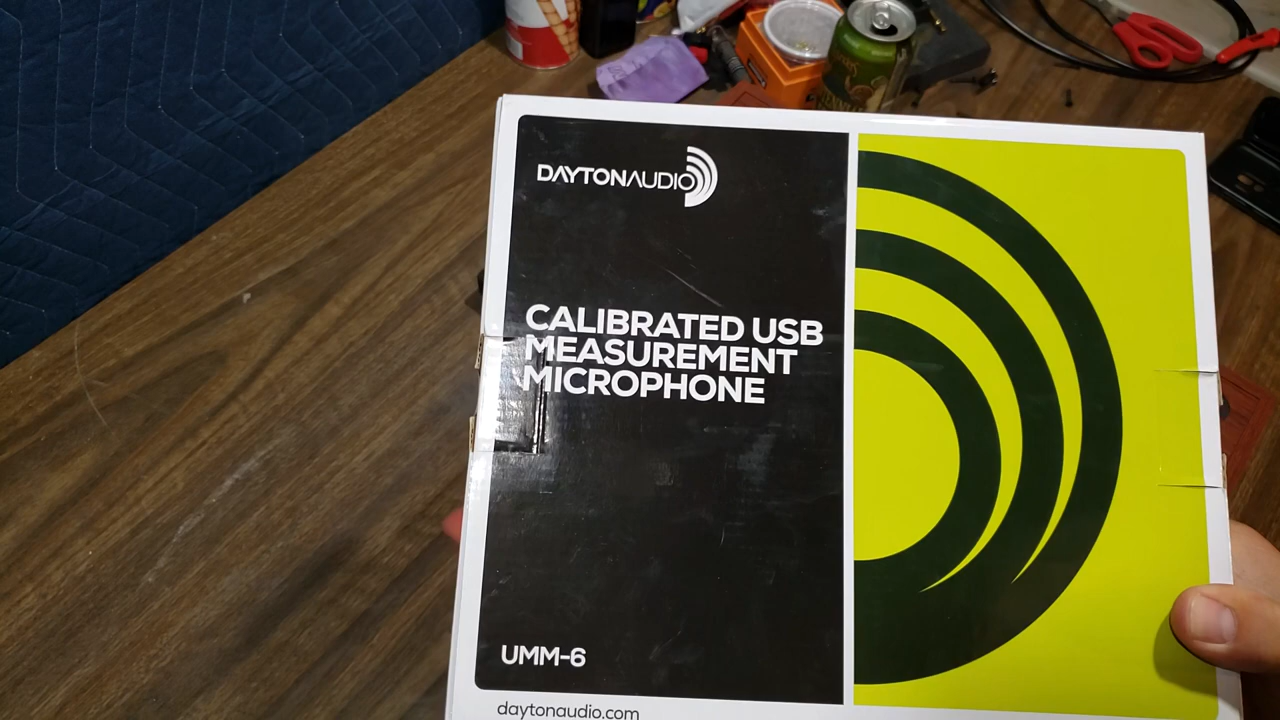 DAYTONAUDIO
CALIBRATED USB
MEASUREMENT
MICROPHONE
UMM-6
daytonaudio.com